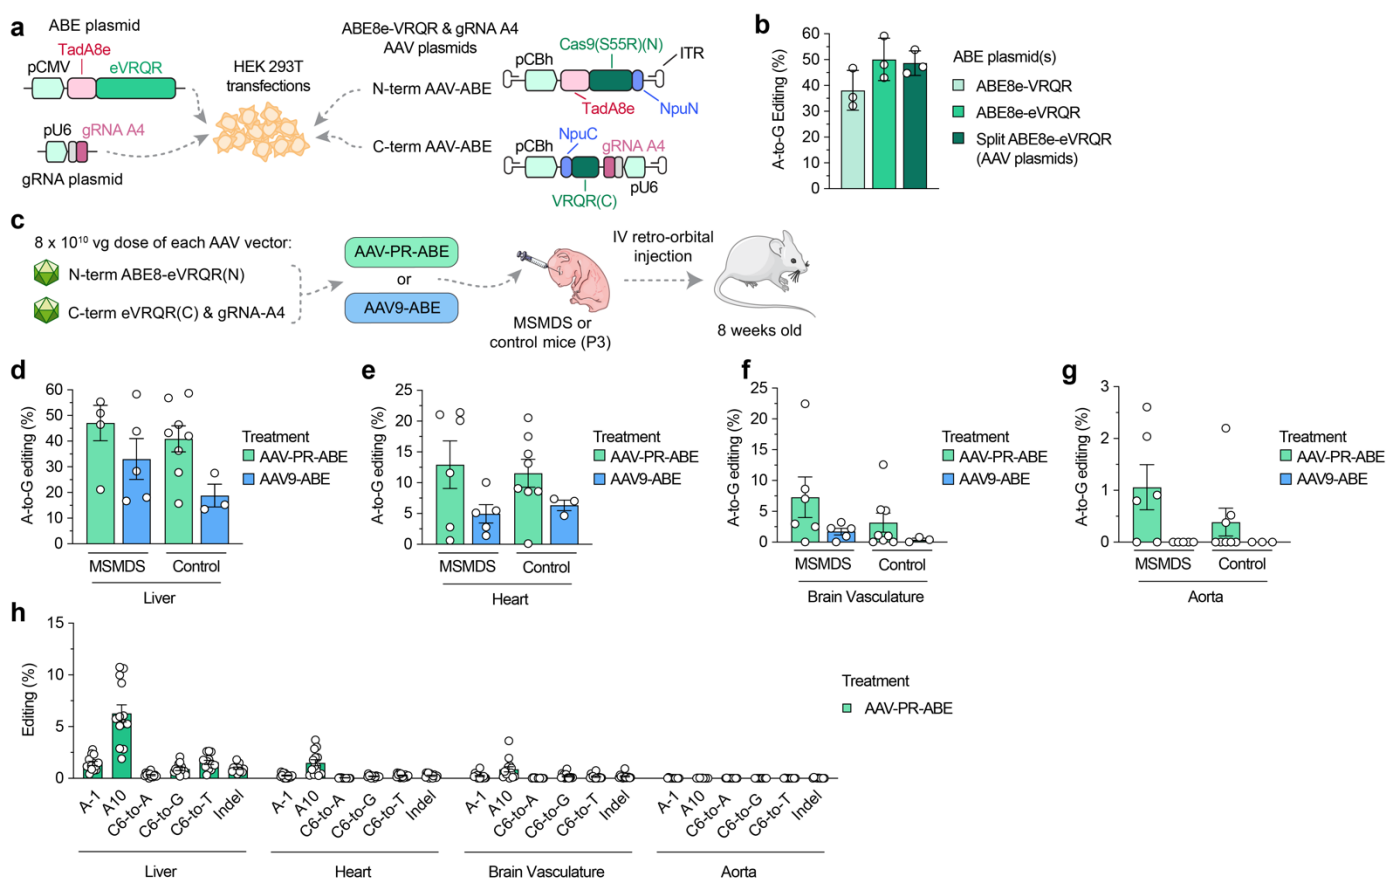 a
ABE plasmid
TadA8e
pCMV
eVRQR
pU6
gRNA A4
gRNA plasmid
HEK 293T
transfections
ABE8e-VRQR & gRNA A4
AAV plasmids
N-term AAV-ABE
C-term AAV-ABE
Cas9(S55R)(N)
pCBh
ITR
TadA8e
NpuN
NpuC
pCBh
gRNA A4
pU6
VRQR(C)
b
A-to-G Editing (%)
60
50
40
30
20
10
0
ABE plasmid(s)
ABE8e-VRQR
ABE8e-eVRQR
Split ABE8e-eVRQR
(AAV plasmids)
c
8 x 10¹⁰ vg dose of each AAV vector:
N-term ABE8-eVRQR(N)
C-term eVRQR(C) & gRNA-A4
AAV-PR-ABE
or
AAV9-ABE
MSMDS or
control mice (P3)
IV retro-orbital
injection
8 weeks old
d
A-to-G editing (%)
60
50
40
30
20
10
0
MSMDS
Control
Liver
Treatment
AAV-PR-ABE
AAV9-ABE
e
A-to-G editing (%)
25
20
15
10
5
0
MSMDS
Control
Heart
Treatment
AAV-PR-ABE
AAV9-ABE
f
A-to-G editing (%)
25
20
15
10
5
0
MSMDS
Control
Brain Vasculature
Treatment
AAV-PR-ABE
AAV9-ABE
g
A-to-G editing (%)
3
2
1
0
MSMDS
Control
Aorta
Treatment
AAV-PR-ABE
AAV9-ABE
h
Editing (%)
15
10
5
0
A-1
A10
C6-to-A
C6-to-G
C6-to-T
Indel
Liver
A-1
A10
C6-to-A
C6-to-G
C6-to-T
Indel
Heart
A-1
A10
C6-to-A
C6-to-G
C6-to-T
Indel
Brain Vasculature
A-1
A10
C6-to-A
C6-to-G
C6-to-T
Indel
Aorta
Treatment
AAV-PR-ABE